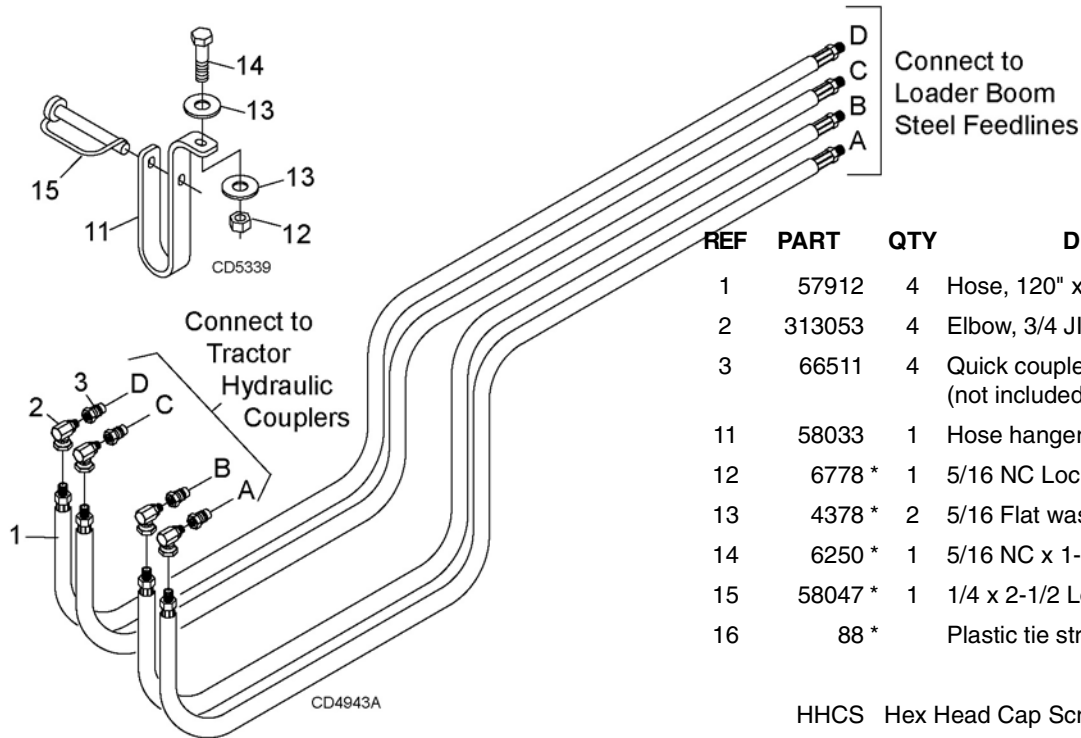 14
13
15
13
11
12
CD5339
D
C
B
A
Connect to
Loader Boom
Steel Feedlines
Connect to
Tractor
Hydraulic
Couplers
3
D
2
C
B
A
1
CD4943A
REF PART QTY D
1 57912 4 Hose, 120" x
2 313053 4 Elbow, 3/4 JI
3 66511 4 Quick couple
(not included
11 58033 1 Hose hanger
12 6778 * 1 5/16 NC Loc
13 4378 * 2 5/16 Flat was
14 6250 * 1 5/16 NC x 1-
15 58047 * 1 1/4 x 2-1/2 L
16 88 * Plastic tie str
HHCS Hex Head Cap Scr